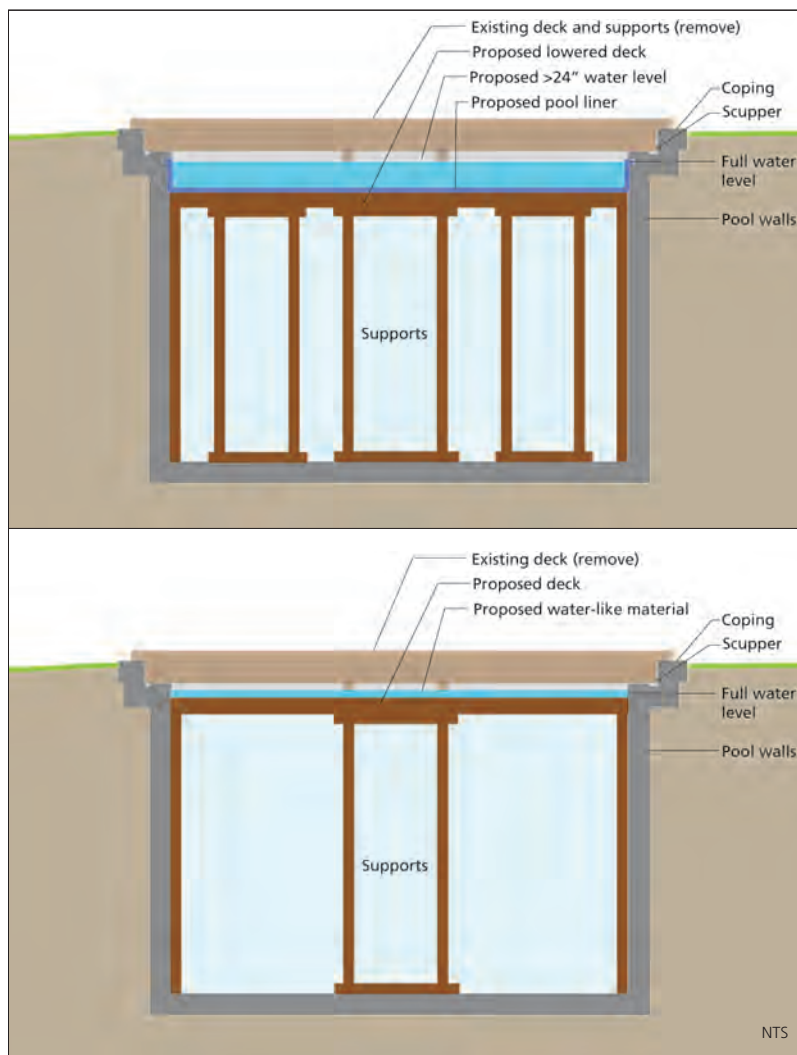 Existing deck and supports (remove)
Proposed lowered deck
Proposed >24” water level
Proposed pool liner
Coping
Scupper
Full water
level
Pool walls
Supports
Existing deck (remove)
Proposed deck
Proposed water-like material
Coping
Scupper
Full water
level
Pool walls
Supports
NTS